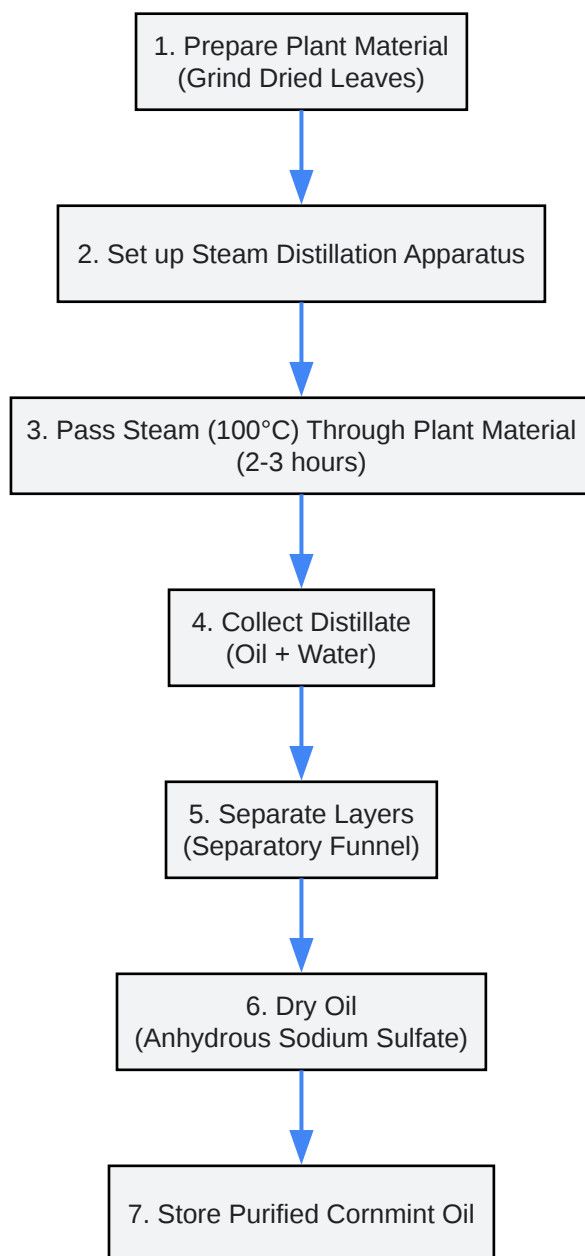 1. Prepare Plant Material
(Grind Dried Leaves)
2. Set up Steam Distillation Apparatus
3. Pass Steam (100°C) Through Plant Material
(2-3 hours)
4. Collect Distillate
(Oil + Water)
5. Separate Layers
(Separatory Funnel)
6. Dry Oil
(Anhydrous Sodium Sulfate)
7. Store Purified Cornmint Oil